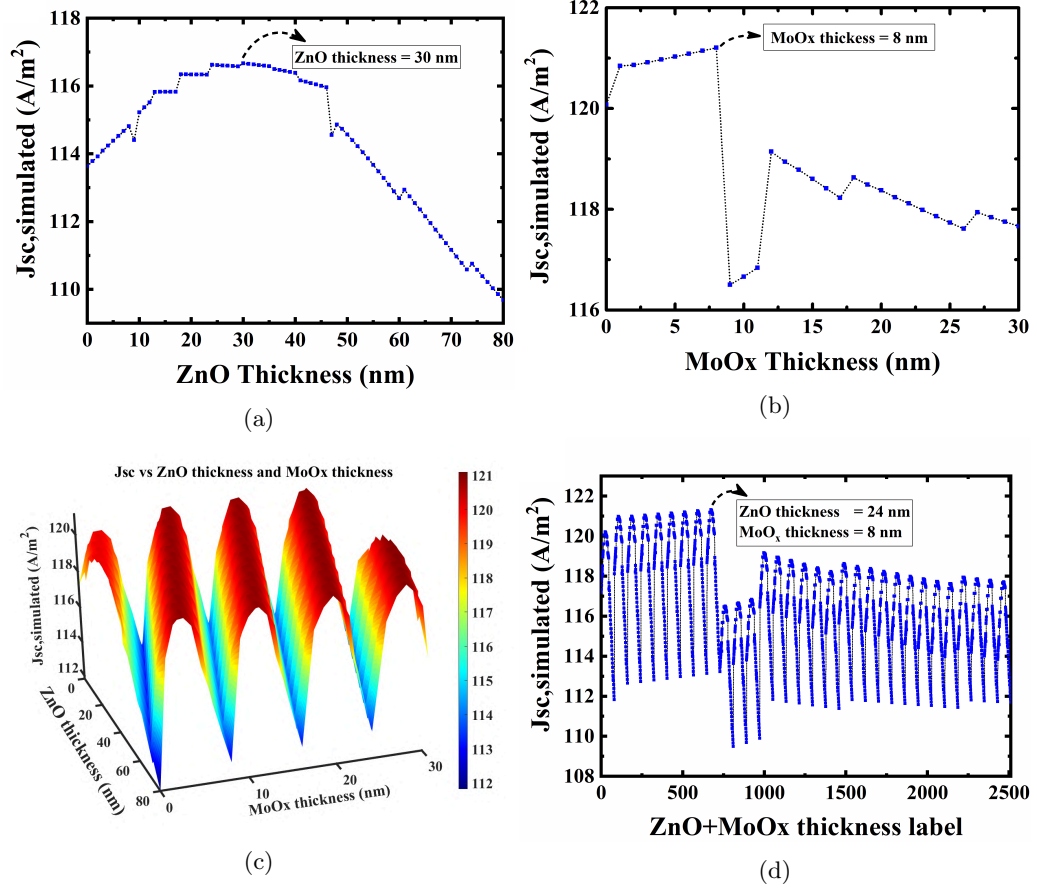 Jsc,simulated (A/m²)
118
116
114
112
110
ZnO thickness = 30 nm
0 10 20 30 40 50 60 70 80
ZnO Thickness (nm)
(a)
Jsc,simulated (A/m²)
122
120
118
116
MoOx thickess = 8 nm
0 5 10 15 20 25 30
MoOx Thickness (nm)
(b)
Jsc vs ZnO thickness and MoOx thickness
Jsc,simulated (A/m²)
120
118
116
114
112
0
20
40
60
80
ZnO thickness (nm)
0 10 20 30
MoOx thickness (nm)
121
120
119
118
117
116
115
114
113
112
(c)
Jsc,simulated (A/m²)
122
120
118
116
114
112
110
108
ZnO thickness = 24 nm
MoOₓ thickness = 8 nm
0 500 1000 1500 2000 2500
ZnO+MoOx thickness label
(d)